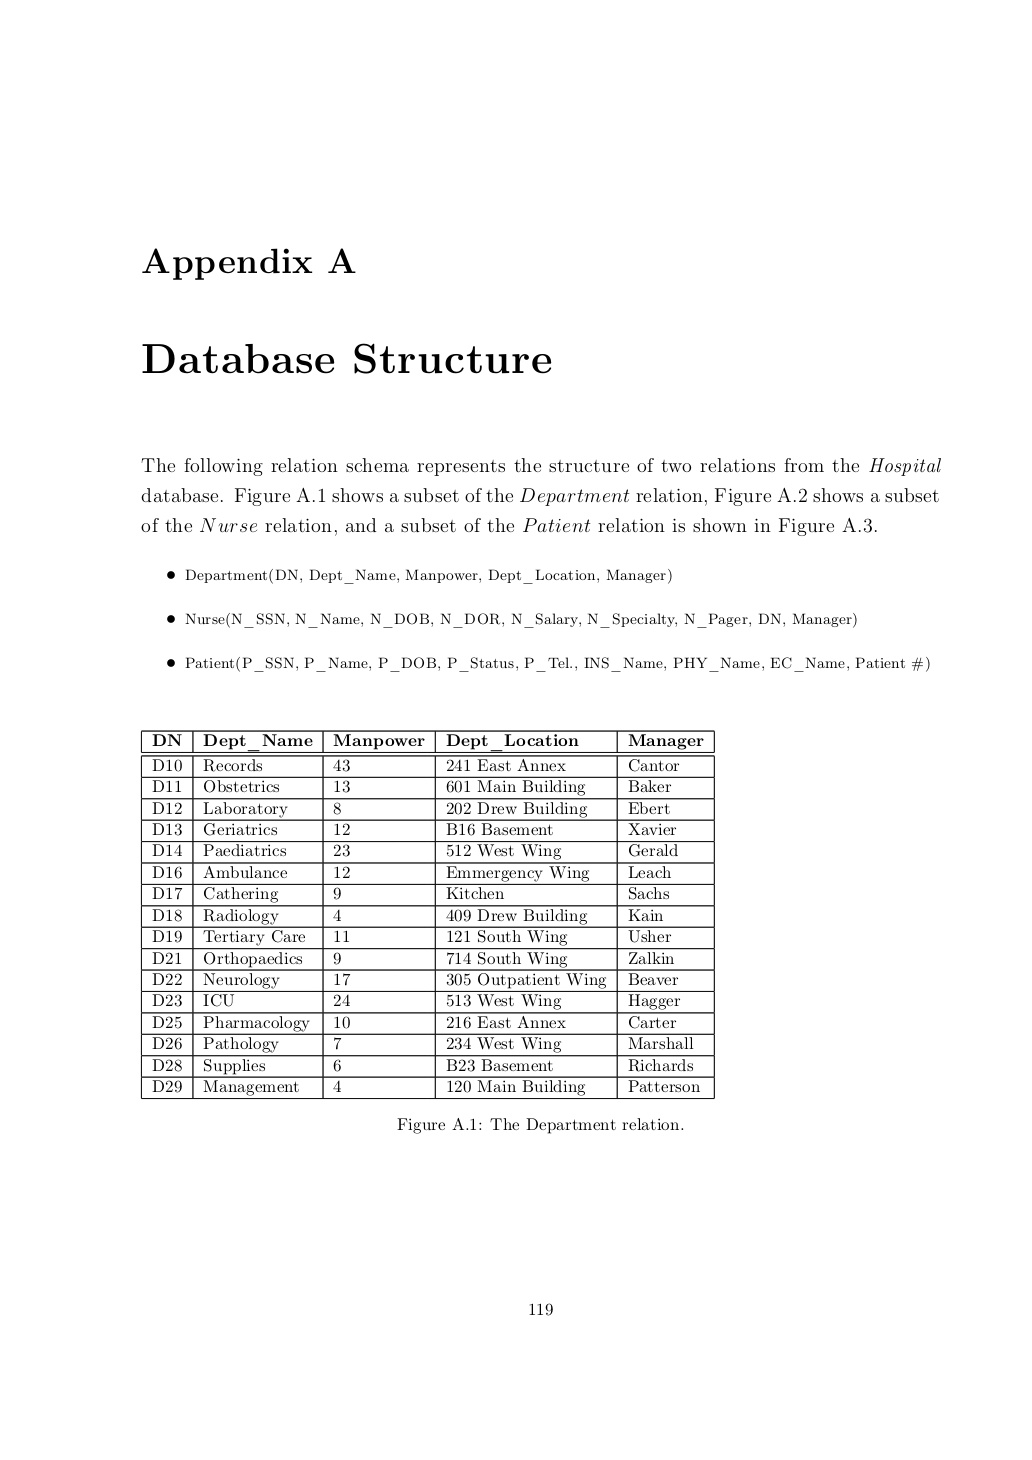 Appendix A
Database Structure
The following relation schema represents the structure of two relations from the Hospital
database. Figure A.1 shows a subset of the Department relation, Figure A.2 shows a subset
of the Nurse relation, and a subset of the Patient relation is shown in Figure A.3.
• Department(DN, Dept_Name, Manpower, Dept_Location, Manager)
• Nurse(N_SSN, N_Name, N_DOB, N_DOR, N_Salary, N_Specialty, N_Pager, DN, Manager)
• Patient(P_SSN, P_Name, P_DOB, P_Status, P_Tel., INS_Name, PHY_Name, EC_Name, Patient #)
DN Dept_Name Manpower Dept_Location Manager
D10 Records 43 241 East Annex Cantor
D11 Obstetrics 13 601 Main Building Baker
D12 Laboratory 8 202 Drew Building Ebert
D13 Geriatrics 12 B16 Basement Xavier
D14 Paediatrics 23 512 West Wing Gerald
D16 Ambulance 12 Emmergency Wing Leach
D17 Cathering 9 Kitchen Sachs
D18 Radiology 4 409 Drew Building Kain
D19 Tertiary Care 11 121 South Wing Usher
D21 Orthopaedics 9 714 South Wing Zalkin
D22 Neurology 17 305 Outpatient Wing Beaver
D23 ICU 24 513 West Wing Hagger
D25 Pharmacology 10 216 East Annex Carter
D26 Pathology 7 234 West Wing Marshall
D28 Supplies 6 B23 Basement Richards
D29 Management 4 120 Main Building Patterson
Figure A.1: The Department relation.
119